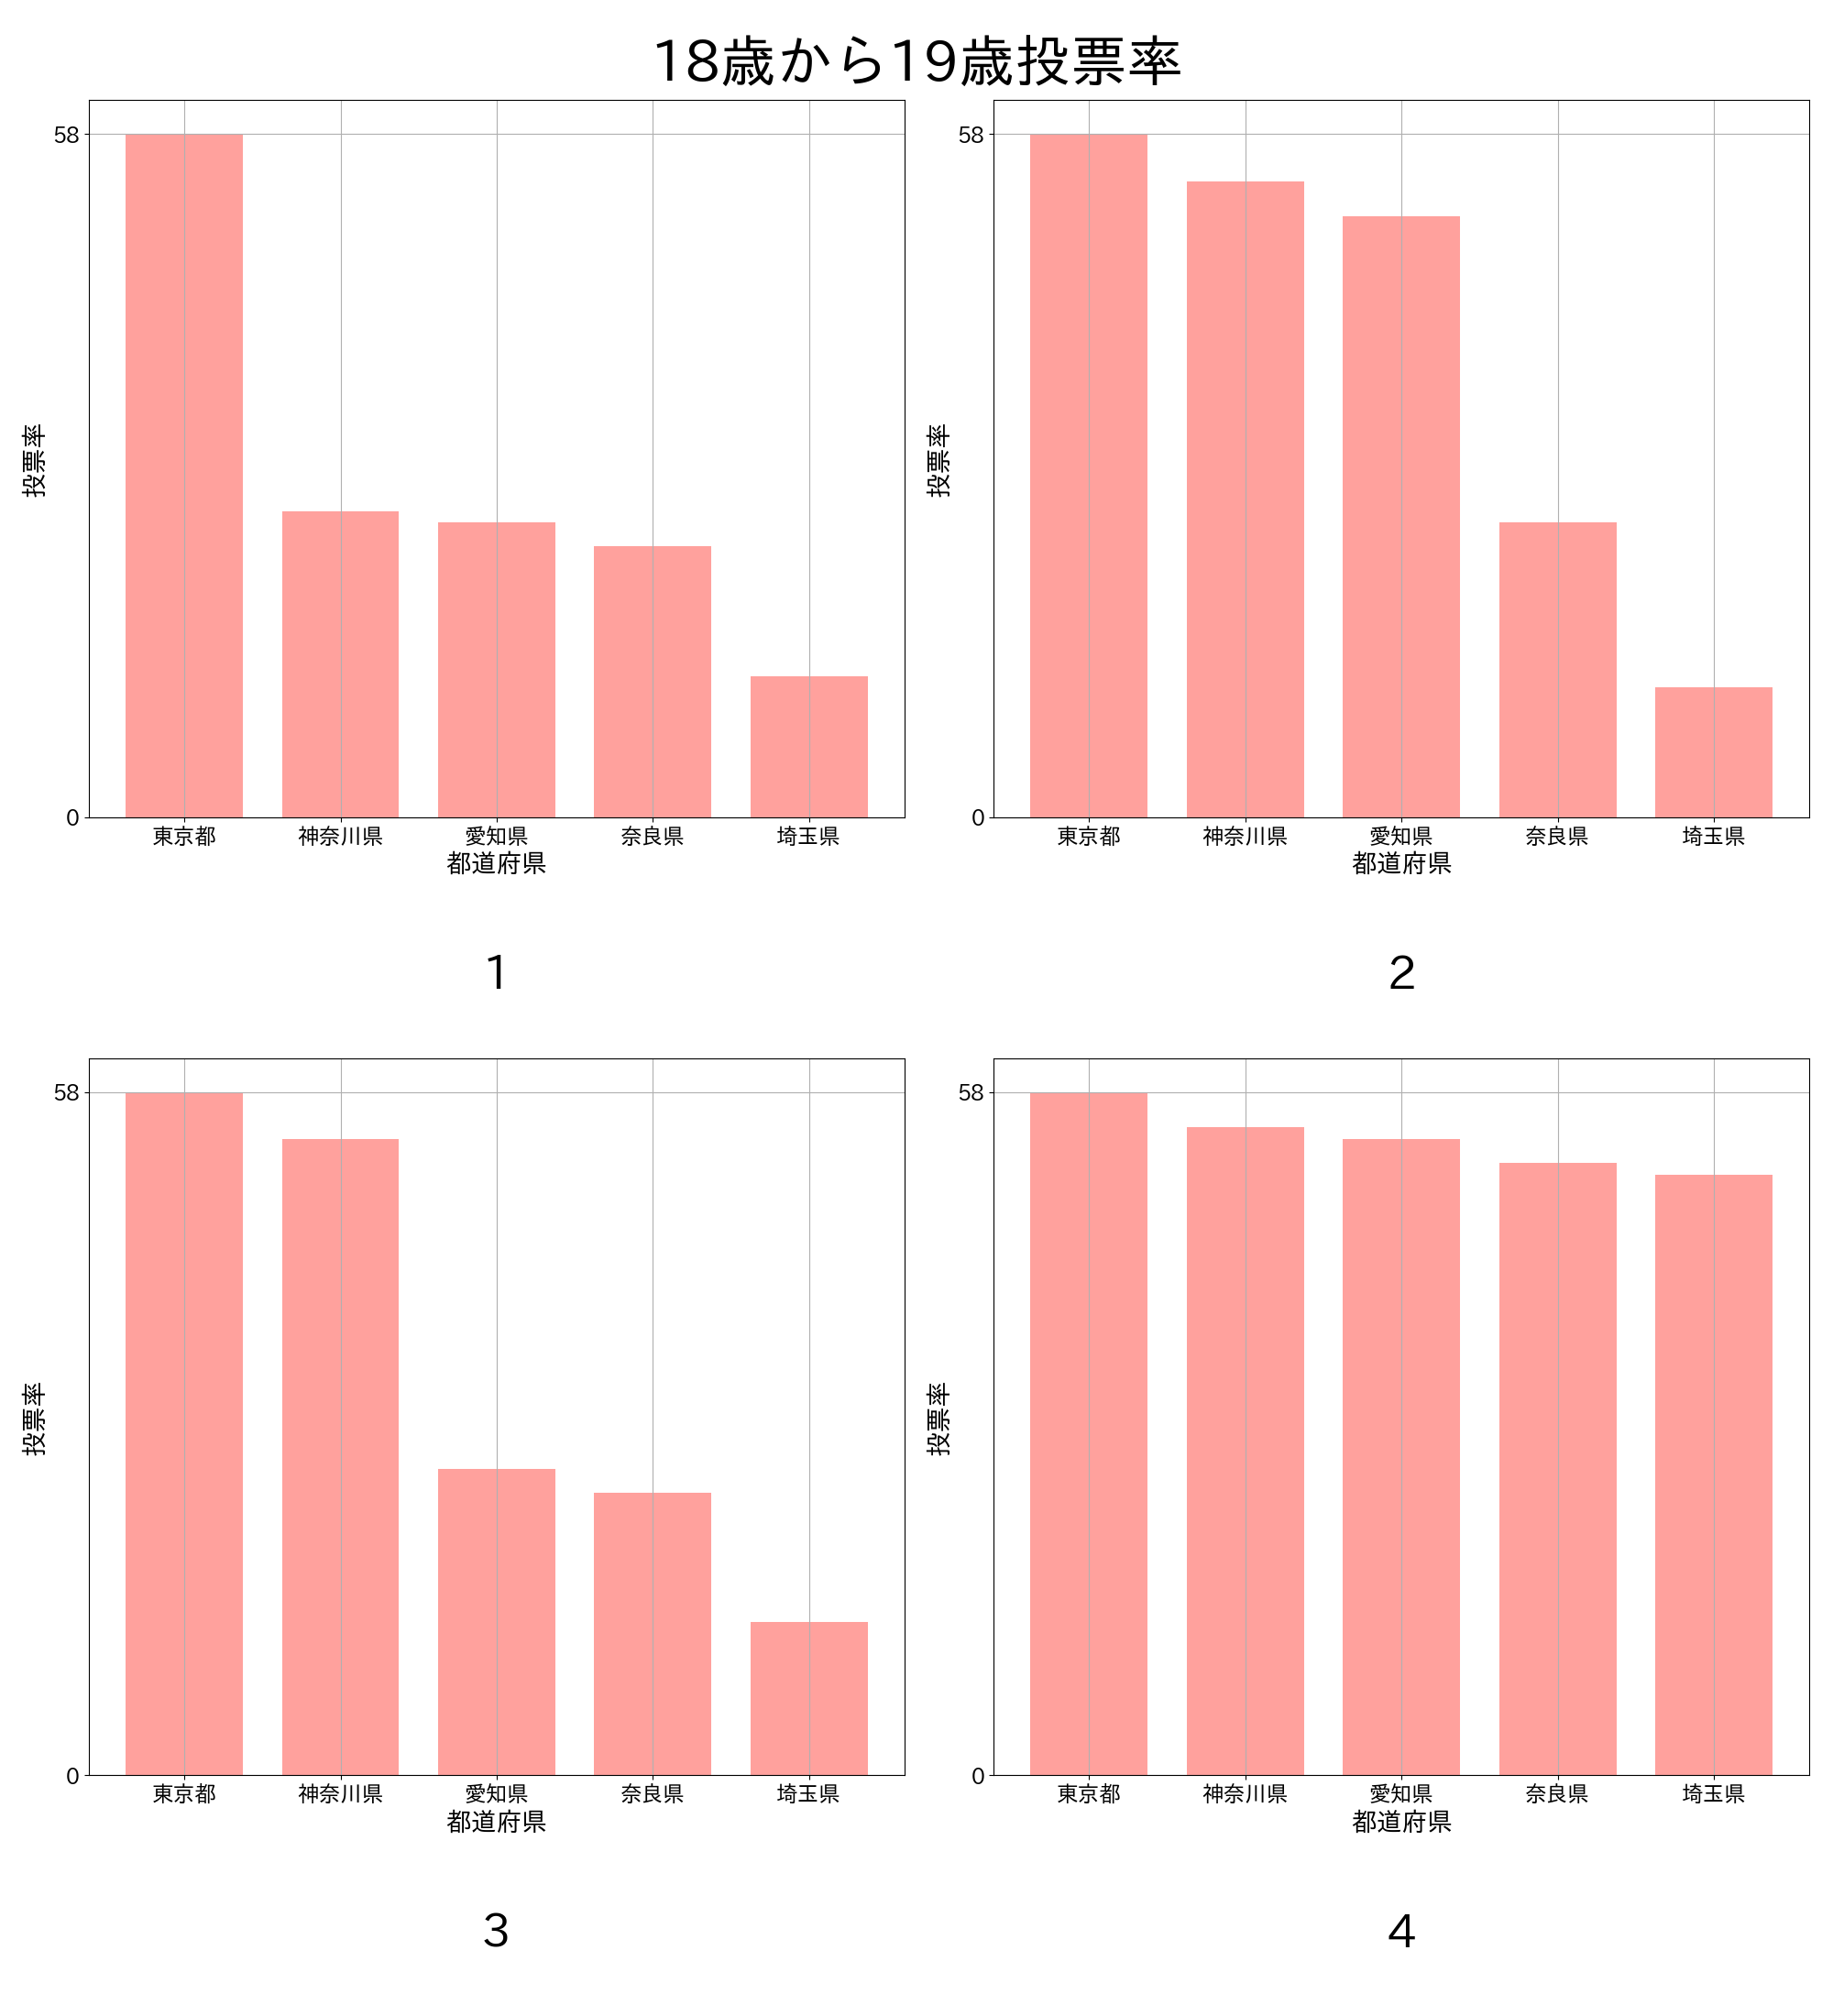 18歳から19歳投票率
58
0
投票率
東京都 神奈川県 愛知県 奈良県 埼玉県
都道府県
1
58
0
投票率
東京都 神奈川県 愛知県 奈良県 埼玉県
都道府県
2
58
0
投票率
東京都 神奈川県 愛知県 奈良県 埼玉県
都道府県
3
58
0
投票率
東京都 神奈川県 愛知県 奈良県 埼玉県
都道府県
4